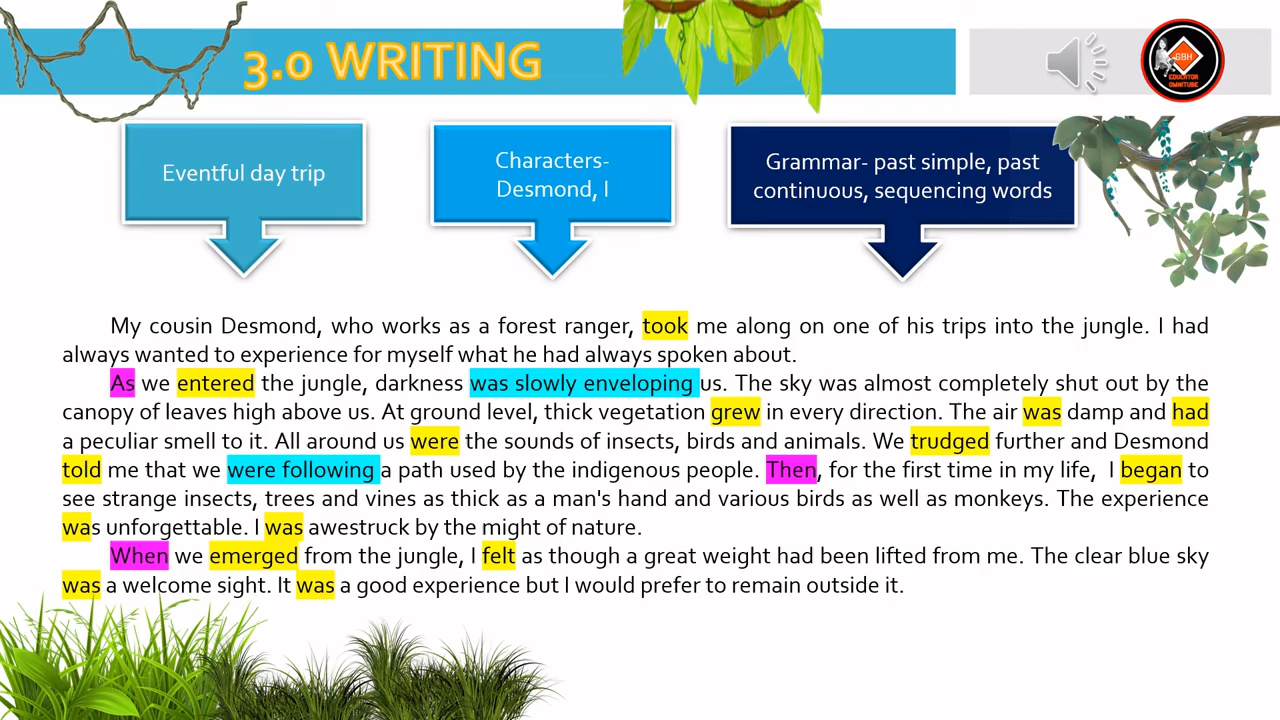 3.0 WRITING
GBH
EDUCATOR
OMNITUBE
Eventful day trip
Characters-
Desmond, I
Grammar- past simple, past
continuous, sequencing words
My cousin Desmond, who works as a forest ranger, took me along on one of his trips into the jungle. I had
always wanted to experience for myself what he had always spoken about.
As we entered the jungle, darkness was slowly enveloping us. The sky was almost completely shut out by the
canopy of leaves high above us. At ground level, thick vegetation grew in every direction. The air was damp and had
a peculiar smell to it. All around us were the sounds of insects, birds and animals. We trudged further and Desmond
told me that we were following a path used by the indigenous people. Then, for the first time in my life, I began to
see strange insects, trees and vines as thick as a man's hand and various birds as well as monkeys. The experience
was unforgettable. I was awestruck by the might of nature.
When we emerged from the jungle, I felt as though a great weight had been lifted from me. The clear blue sky
was a welcome sight. It was a good experience but I would prefer to remain outside it.